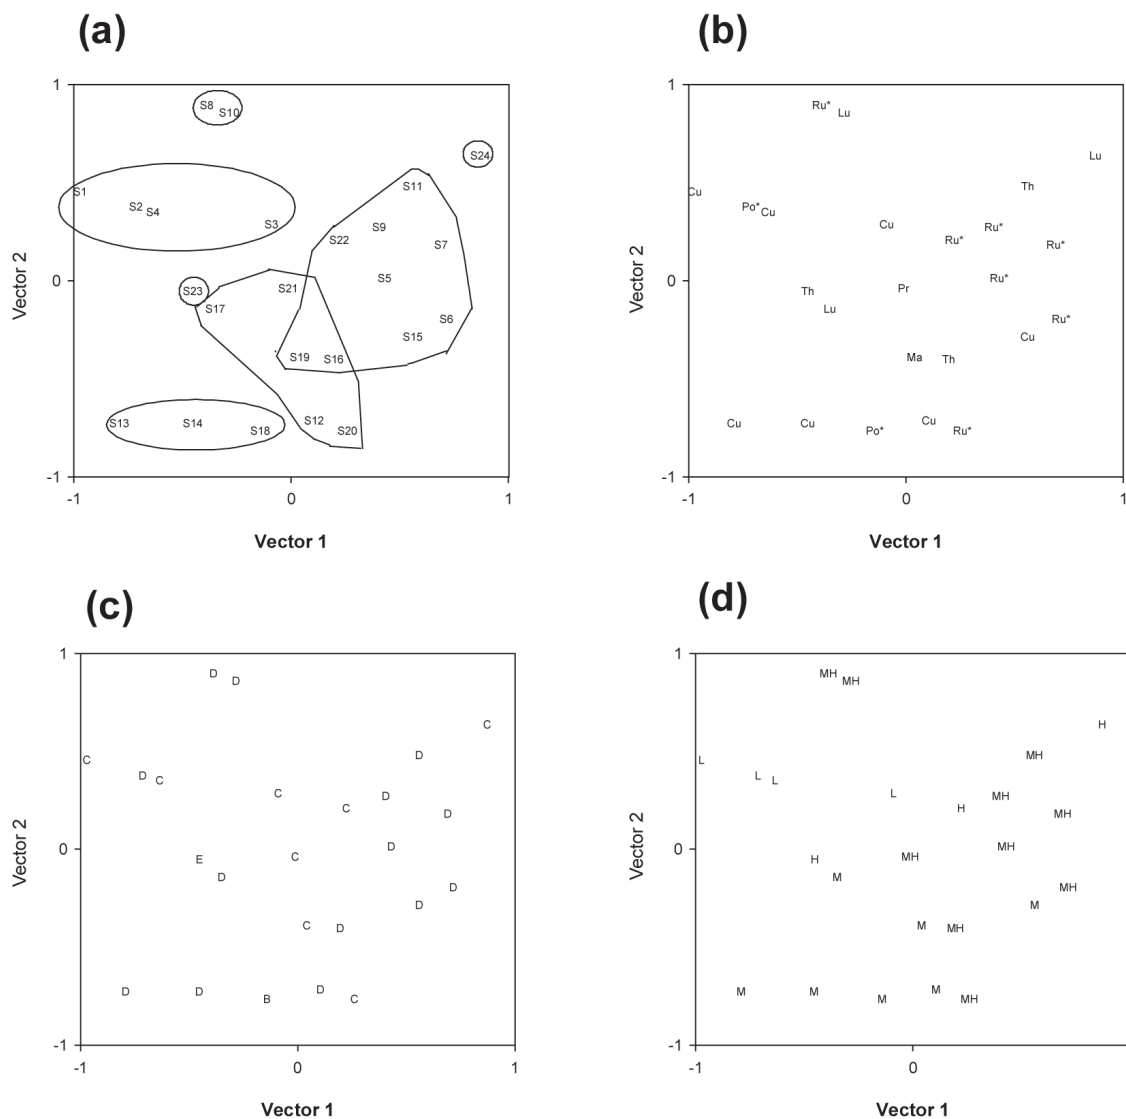 (a)
1
S8
S10
S24
S1
S11
S2
S4
S9
S3
S22
S7
Vector 2
0
S5
S23
S21
S17
S6
S15
S19
S16
S12
S13
S14
S18
S20
-1
-1
0
1
Vector 1
(b)
1
Ru*
Lu
Lu
Th
Cu
Po*
Cu
Cu
Ru*
Ru*
Ru*
Vector 2
0
Ru*
Th
Pr
Lu
Ru*
Cu
Ma
Th
Cu
Cu
Po*
Cu
Ru*
-1
-1
0
1
Vector 1
(c)
1
D
D
C
D
C
D
C
C
D
C
D
Vector 2
0
D
E
C
D
D
D
C
D
D
D
B
D
C
-1
-1
0
1
Vector 1
(d)
1
MH
MH
H
MH
L
L
L
L
MH
H
MH
Vector 2
0
MH
H
MH
M
MH
M
M
MH
M
M
M
M
MH
-1
-1
0
Vector 1